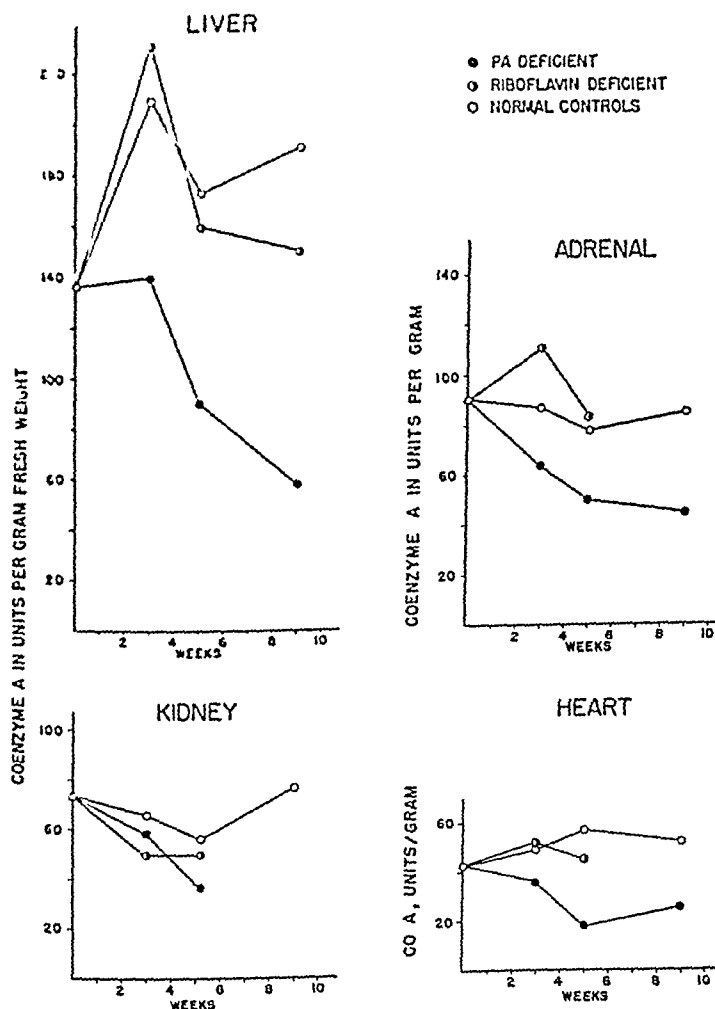 LIVER
● PA DEFICIENT
◑ RIBOFLAVIN DEFICIENT
○ NORMAL CONTROLS
COENZYME A IN UNITS PER GRAM FRESH WEIGHT
180
140
100
60
20
2 4 6 8 10
WEEKS
ADRENAL
COENZYME A IN UNITS PER GRAM
140
100
60
20
2 4 6 8 10
WEEKS
KIDNEY
100
60
20
2 4 6 8 10
WEEKS
HEART
CO A, UNITS/GRAM
60
20
2 4 6 8 10
WEEKS